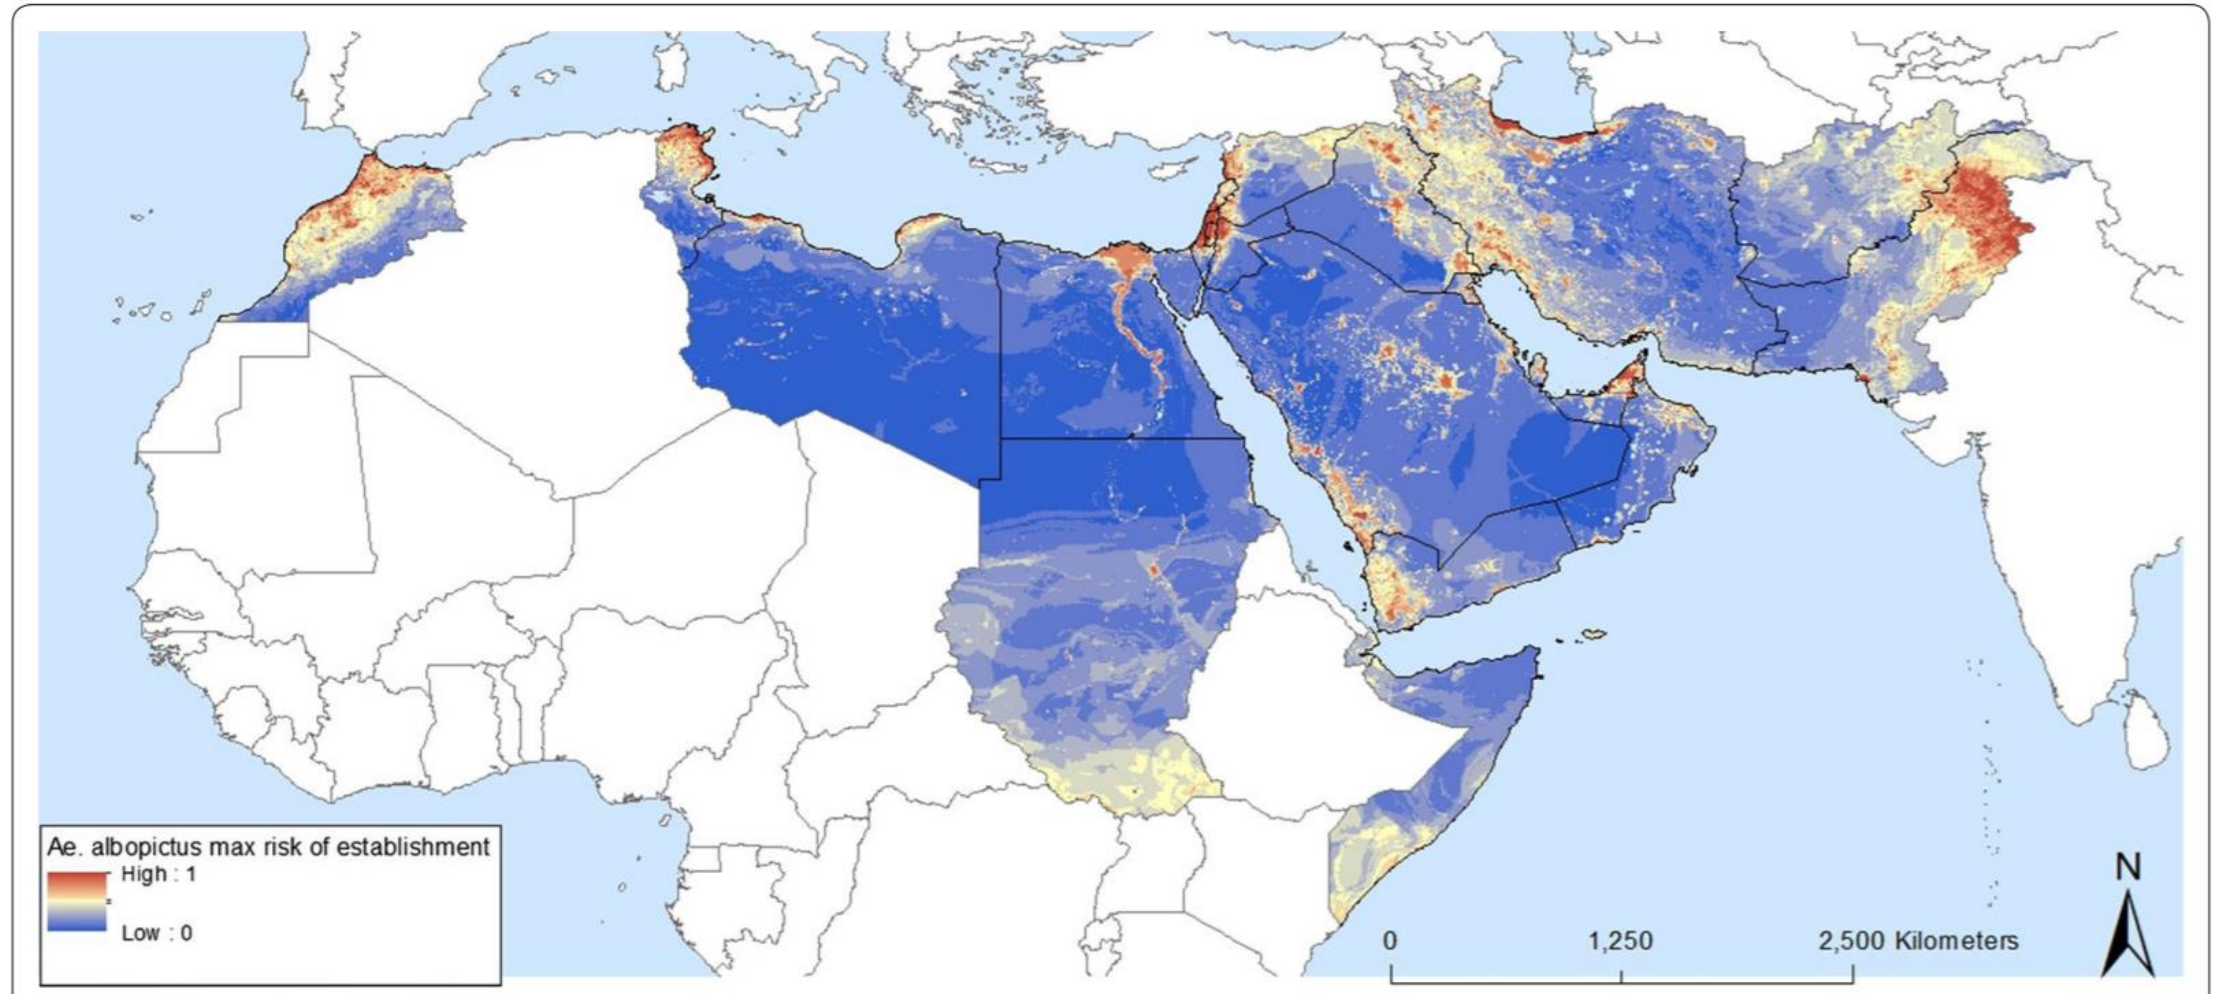 Ae. albopictus max risk of establishment
High : 1
Low : 0
N
0 1,250 2,500 Kilometers